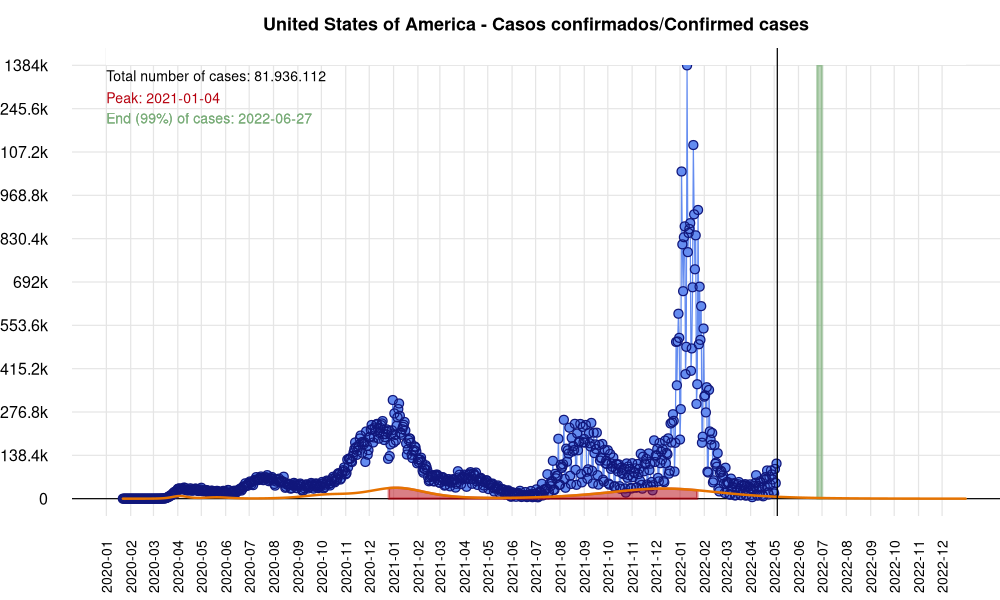 United States of America - Casos confirmados/Confirmed cases
Total number of cases: 81.936.112
Peak: 2021-01-04
End (99%) of cases: 2022-06-27
1384k
245.6k
107.2k
968.8k
830.4k
692k
553.6k
415.2k
276.8k
138.4k
0
2020-01
2020-02
2020-03
2020-04
2020-05
2020-06
2020-07
2020-08
2020-09
2020-10
2020-11
2020-12
2021-01
2021-02
2021-03
2021-04
2021-05
2021-06
2021-07
2021-08
2021-09
2021-10
2021-11
2021-12
2022-01
2022-02
2022-03
2022-04
2022-05
2022-06
2022-07
2022-08
2022-09
2022-10
2022-11
2022-12